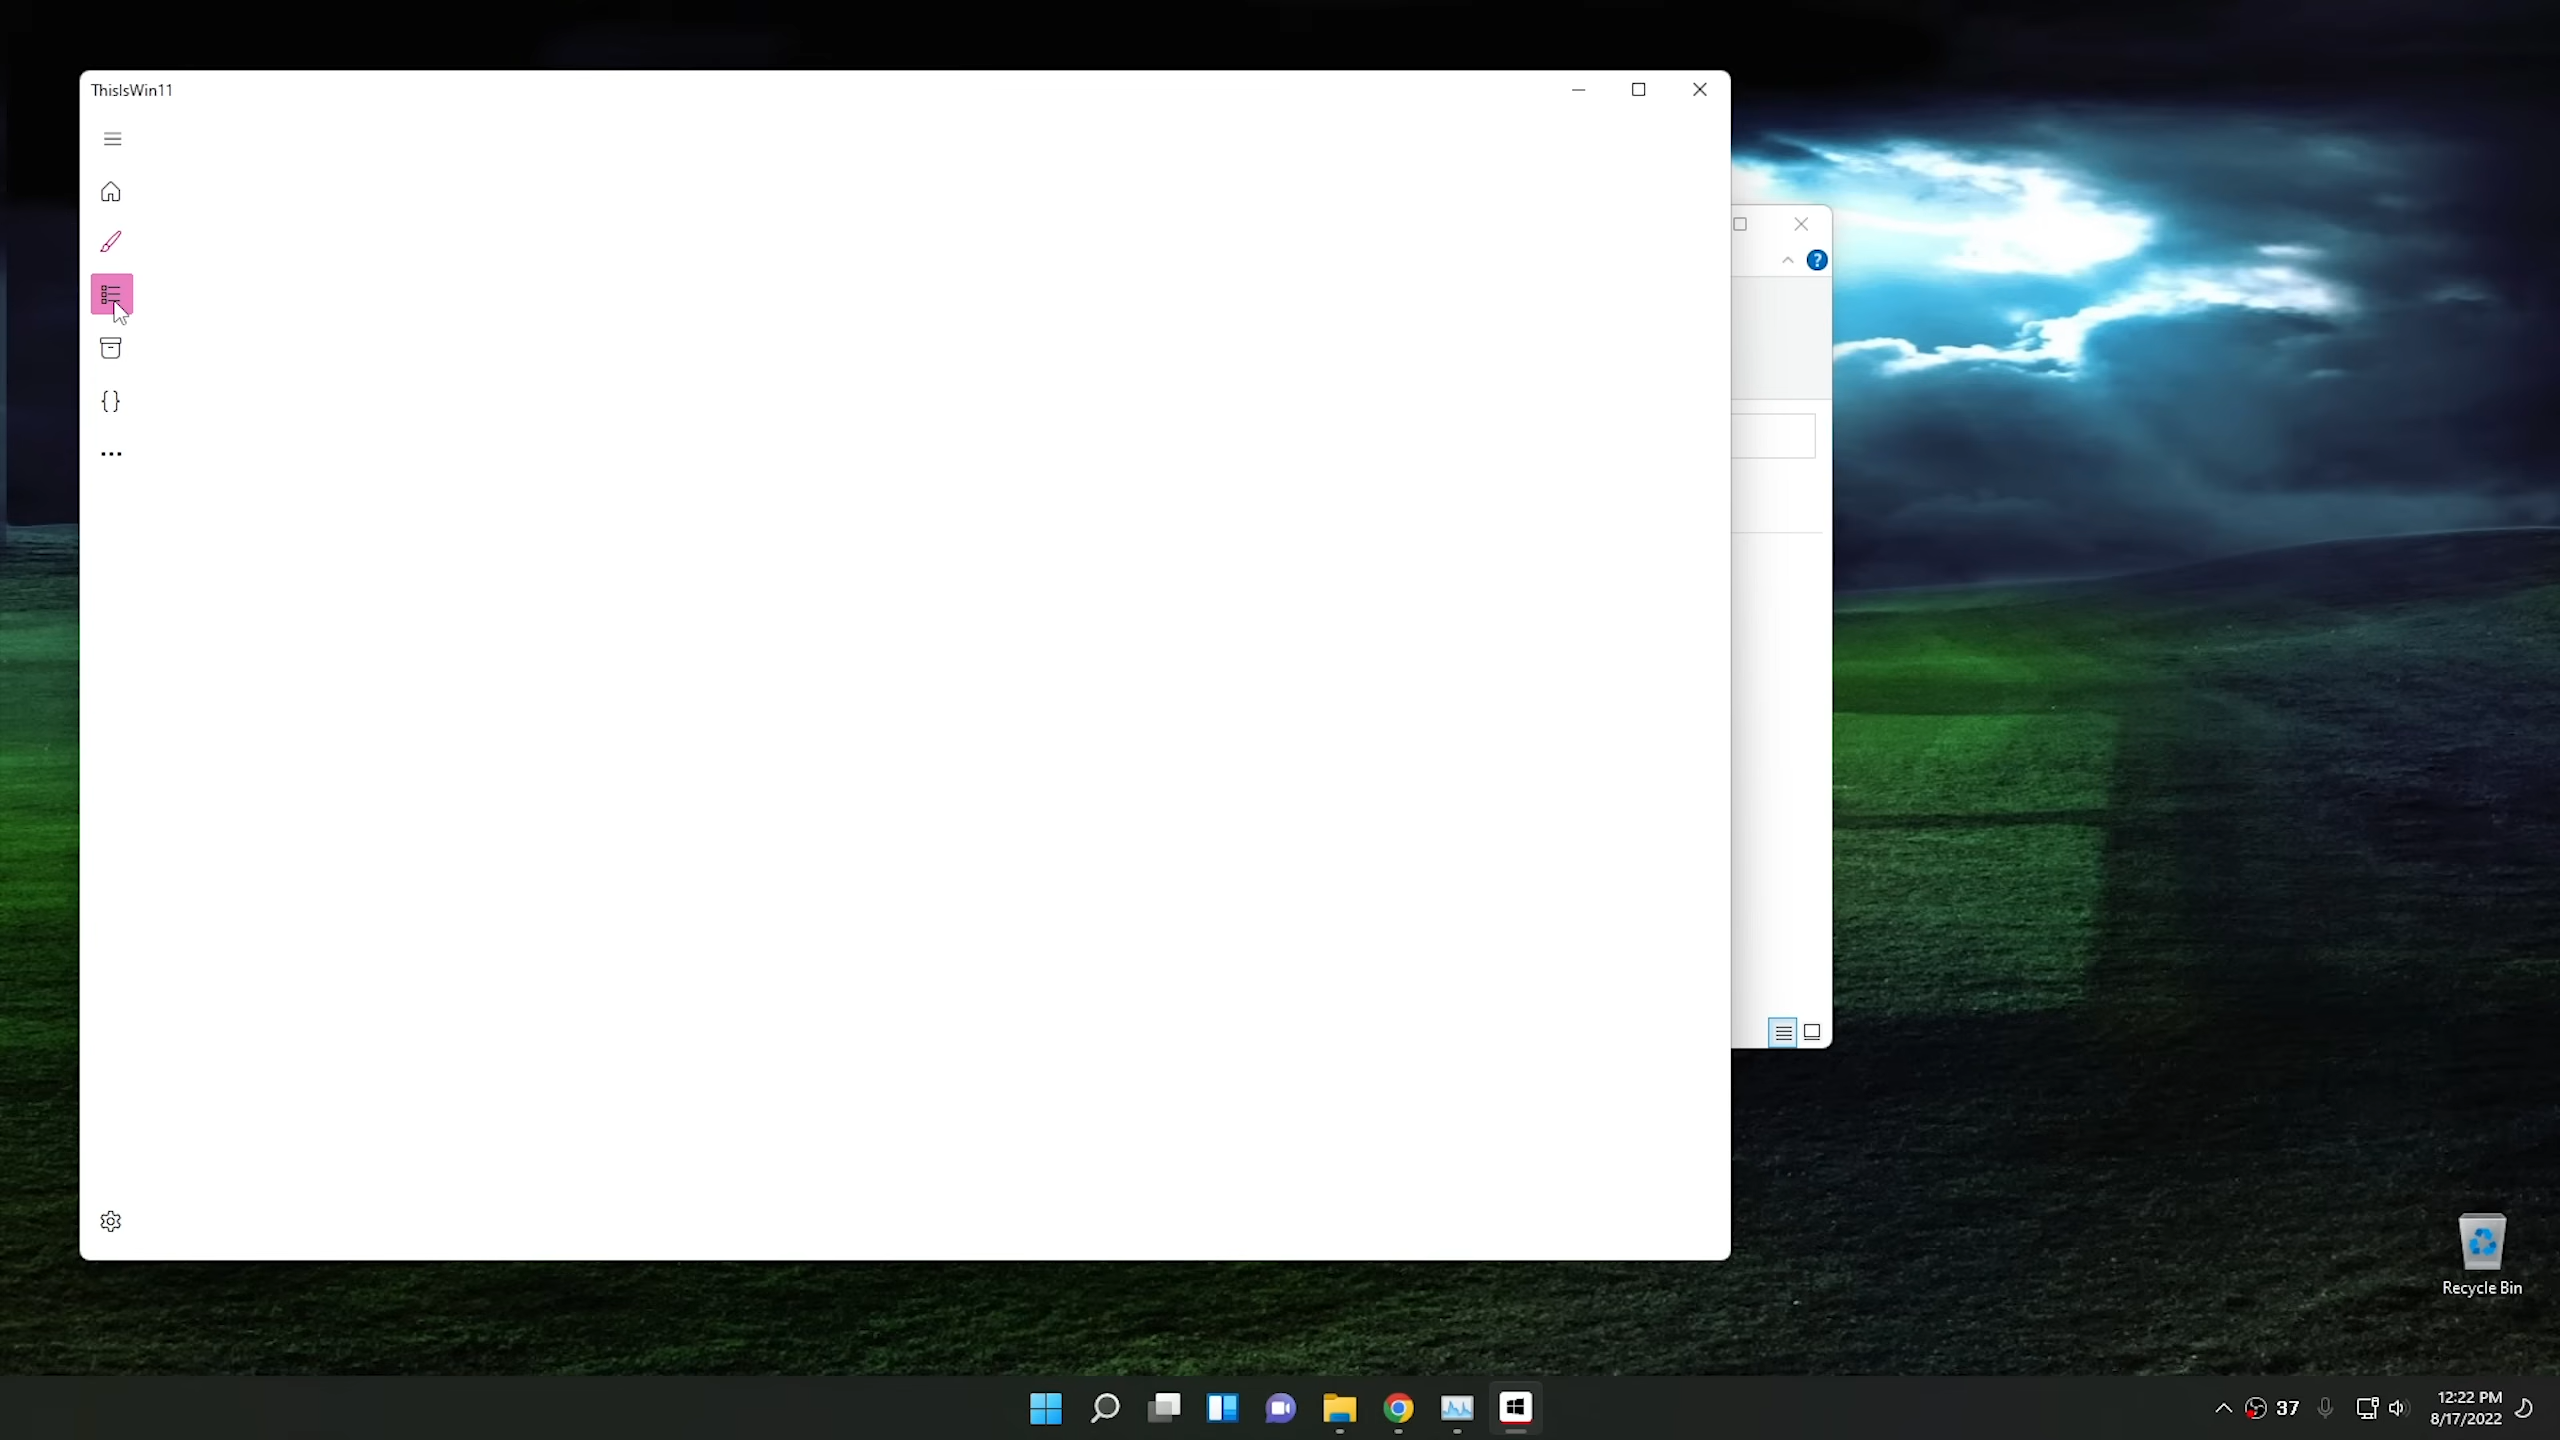 ThisIsWin11
{ }
...
?
Recycle Bin
37
12:22 PM
8/17/2022